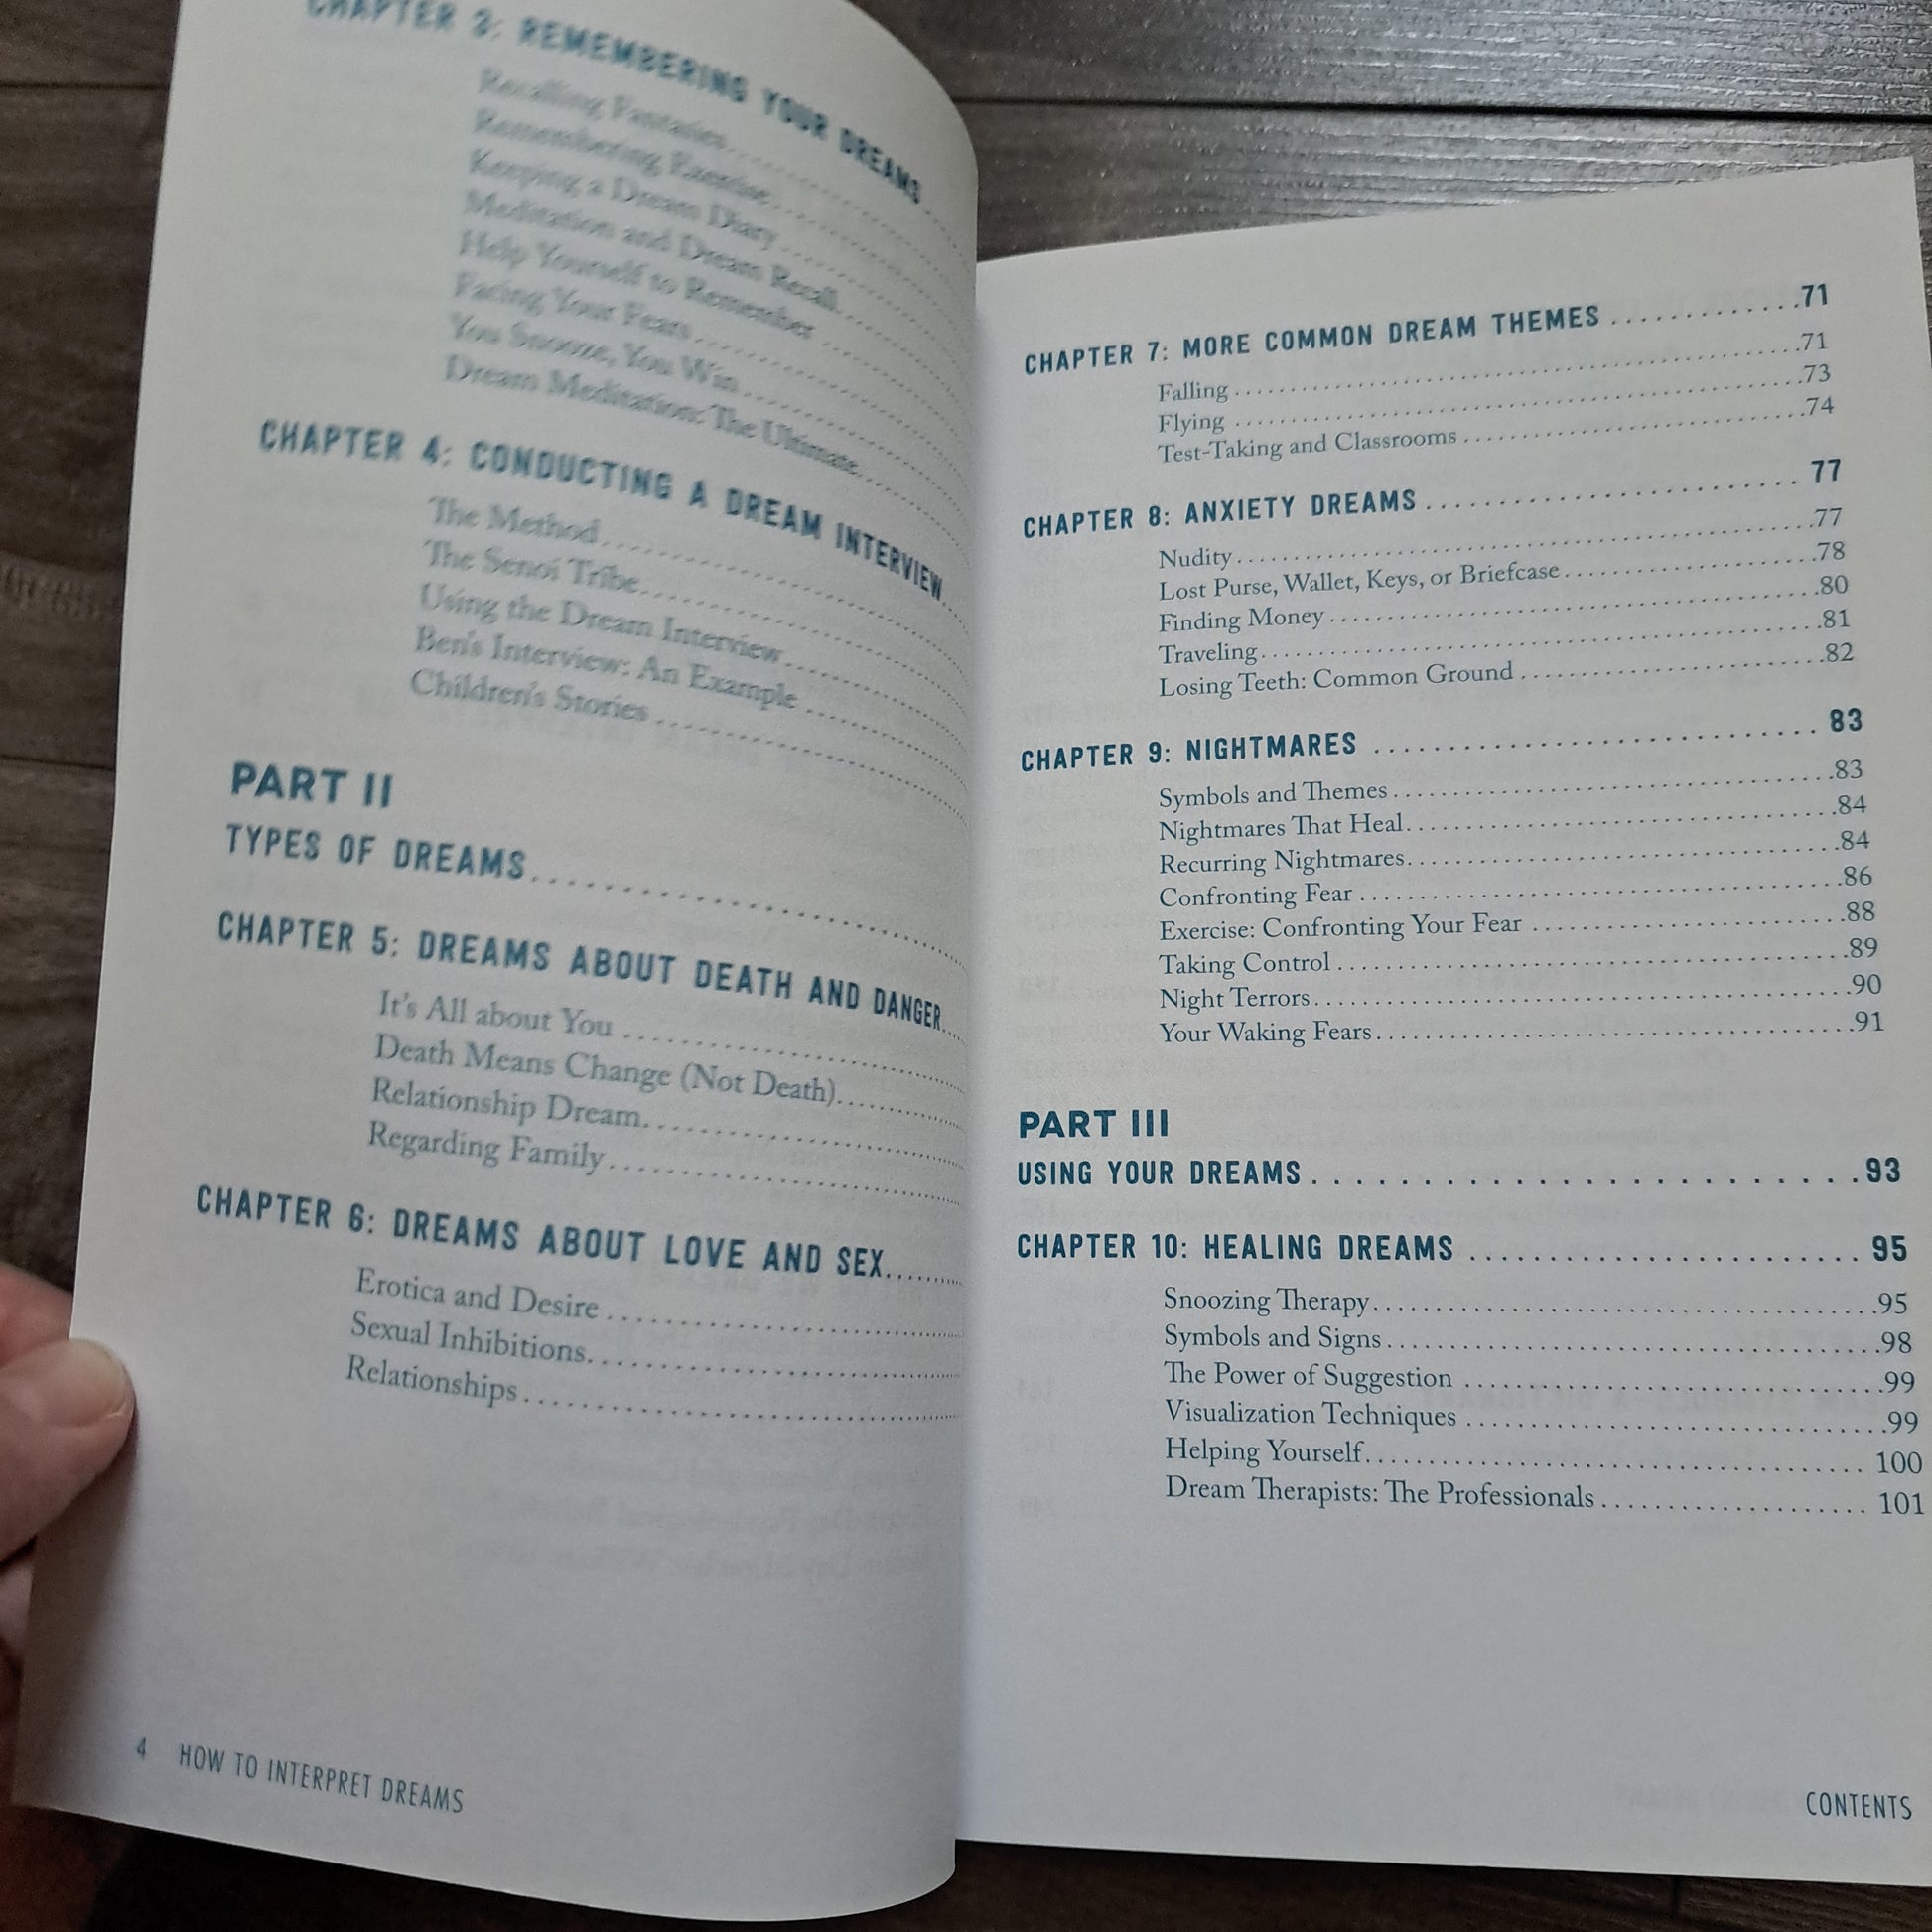 CHAPTER 3: REMEMBERING YOUR DREAMS
Recalling Fantasies
Remembering Exercise
Keeping a Dream Diary
Meditation and Dream Recall
Help Yourself to Remember
Facing Your Fears
You Snooze, You Win
Dream Meditation: The Ultimate
CHAPTER 4: CONDUCTING A DREAM INTERVIEW
The Method
The Senoi Tribe
Using the Dream Interview
Ben's Interview: An Example
Children's Stories
PART II
TYPES OF DREAMS
CHAPTER 5: DREAMS ABOUT DEATH AND DANGER
It's All about You
Death Means Change (Not Death)
Relationship Dream
Regarding Family
CHAPTER 6: DREAMS ABOUT LOVE AND SEX
Erotica and Desire
Sexual Inhibitions
Relationships
4 HOW TO INTERPRET DREAMS
CHAPTER 7: MORE COMMON DREAM THEMES 71
Falling 71
Flying 73
Test-Taking and Classrooms 74
CHAPTER 8: ANXIETY DREAMS 77
Nudity 77
Lost Purse, Wallet, Keys, or Briefcase 78
Finding Money 80
Traveling 81
Losing Teeth: Common Ground 82
CHAPTER 9: NIGHTMARES 83
Symbols and Themes 83
Nightmares That Heal 84
Recurring Nightmares 84
Confronting Fear 86
Exercise: Confronting Your Fear 88
Taking Control 89
Night Terrors 90
Your Waking Fears 91
PART III
USING YOUR DREAMS 93
CHAPTER 10: HEALING DREAMS 95
Snoozing Therapy 95
Symbols and Signs 98
The Power of Suggestion 99
Visualization Techniques 99
Helping Yourself 100
Dream Therapists: The Professionals 101
CONTENTS